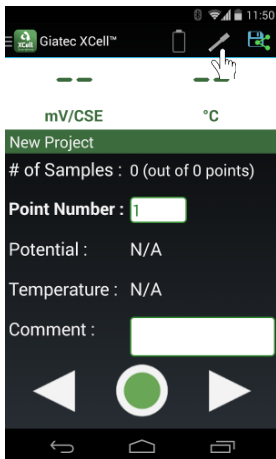 11:50
XCell
Giatec XCell™
-- --
mV/CSE °C
New Project
# of Samples : 0 (out of 0 points)
Point Number : 1
Potential : N/A
Temperature : N/A
Comment :